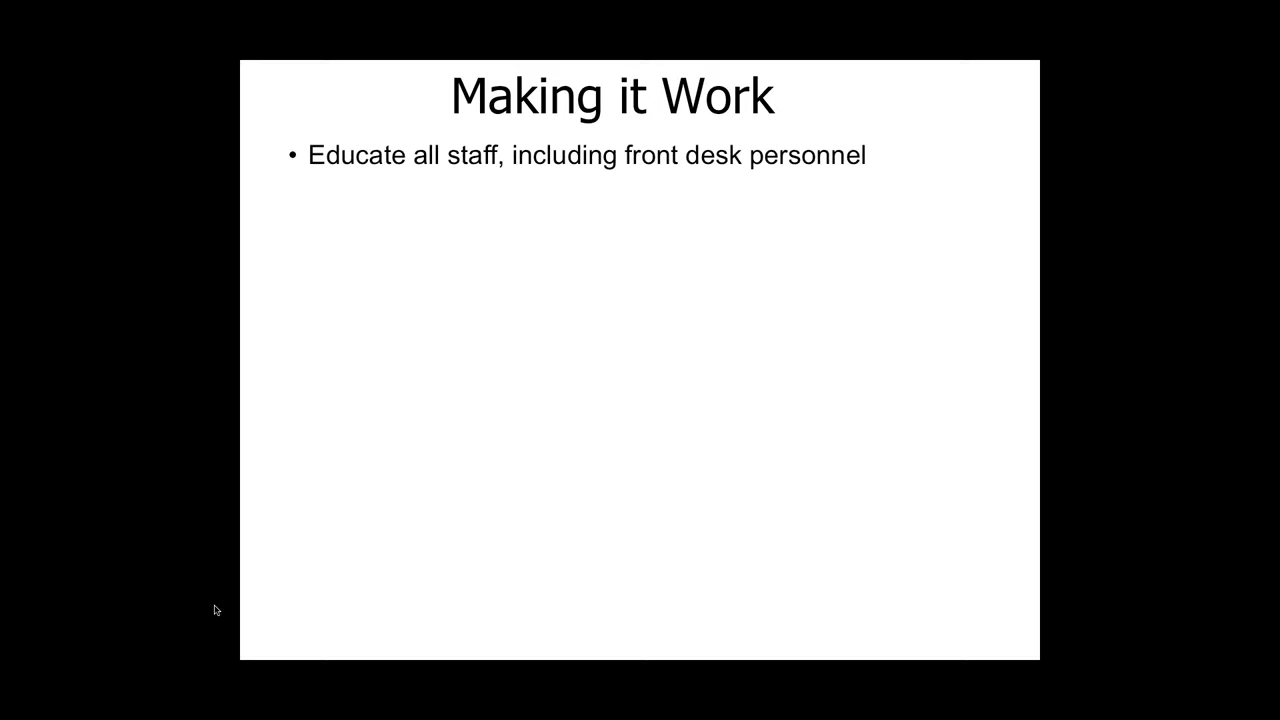 Making it Work
• Educate all staff, including front desk personnel